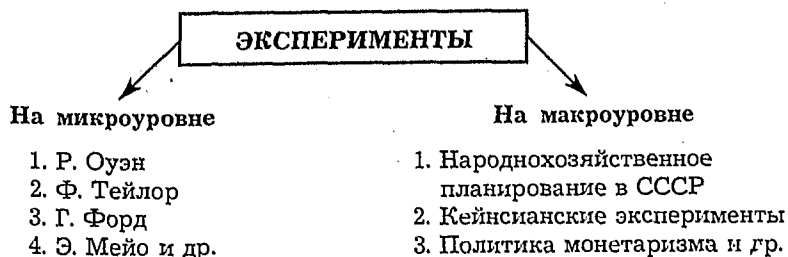 ЭКСПЕРИМЕНТЫ
На микроуровне
1. Р. Оуэн
2. Ф. Тейлор
3. Г. Форд
4. Э. Мейо и др.
На макроуровне
1. Народнохозяйственное
планирование в СССР
2. Кейнсианские эксперименты
3. Политика монетаризма и др.